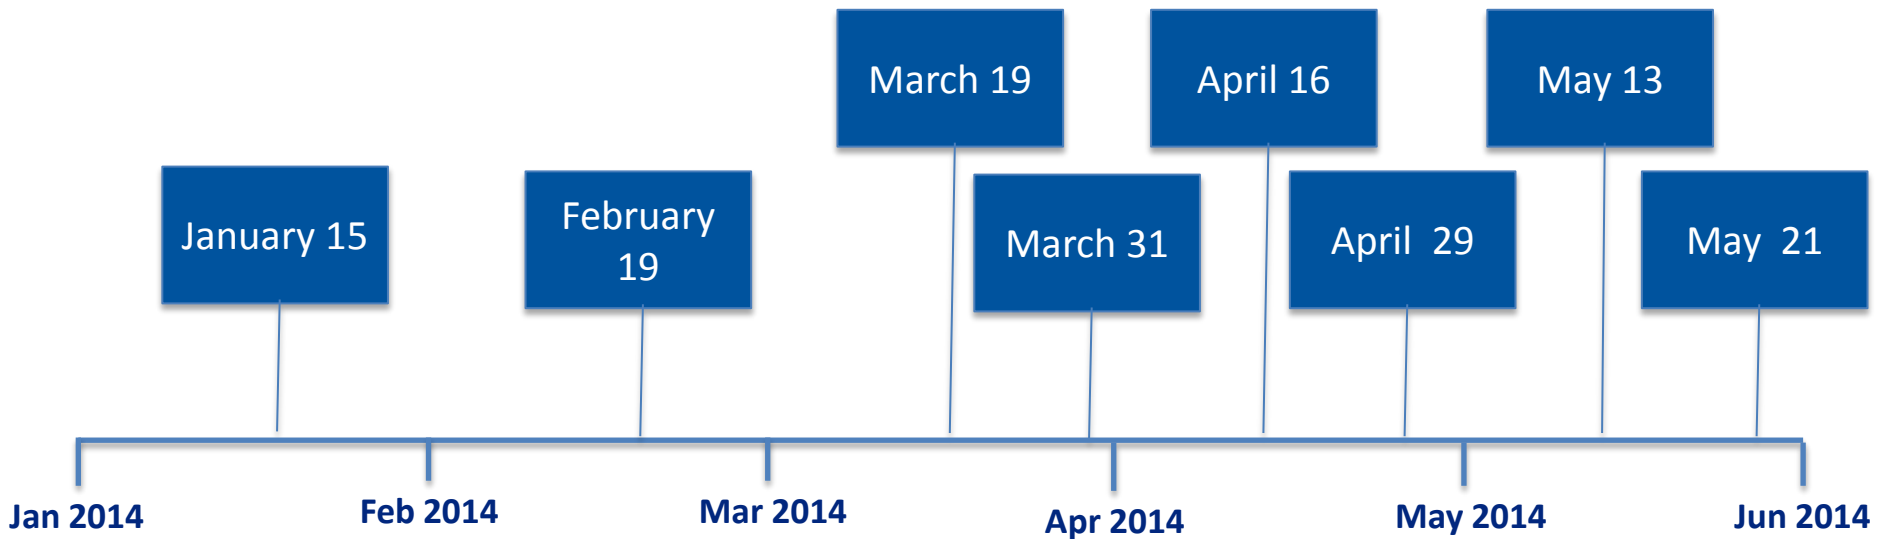 March 19
April 16
May 13
January 15
February
19
March 31
April 29
May 21
Jan 2014
Feb 2014
Mar 2014
Apr 2014
May 2014
Jun 2014